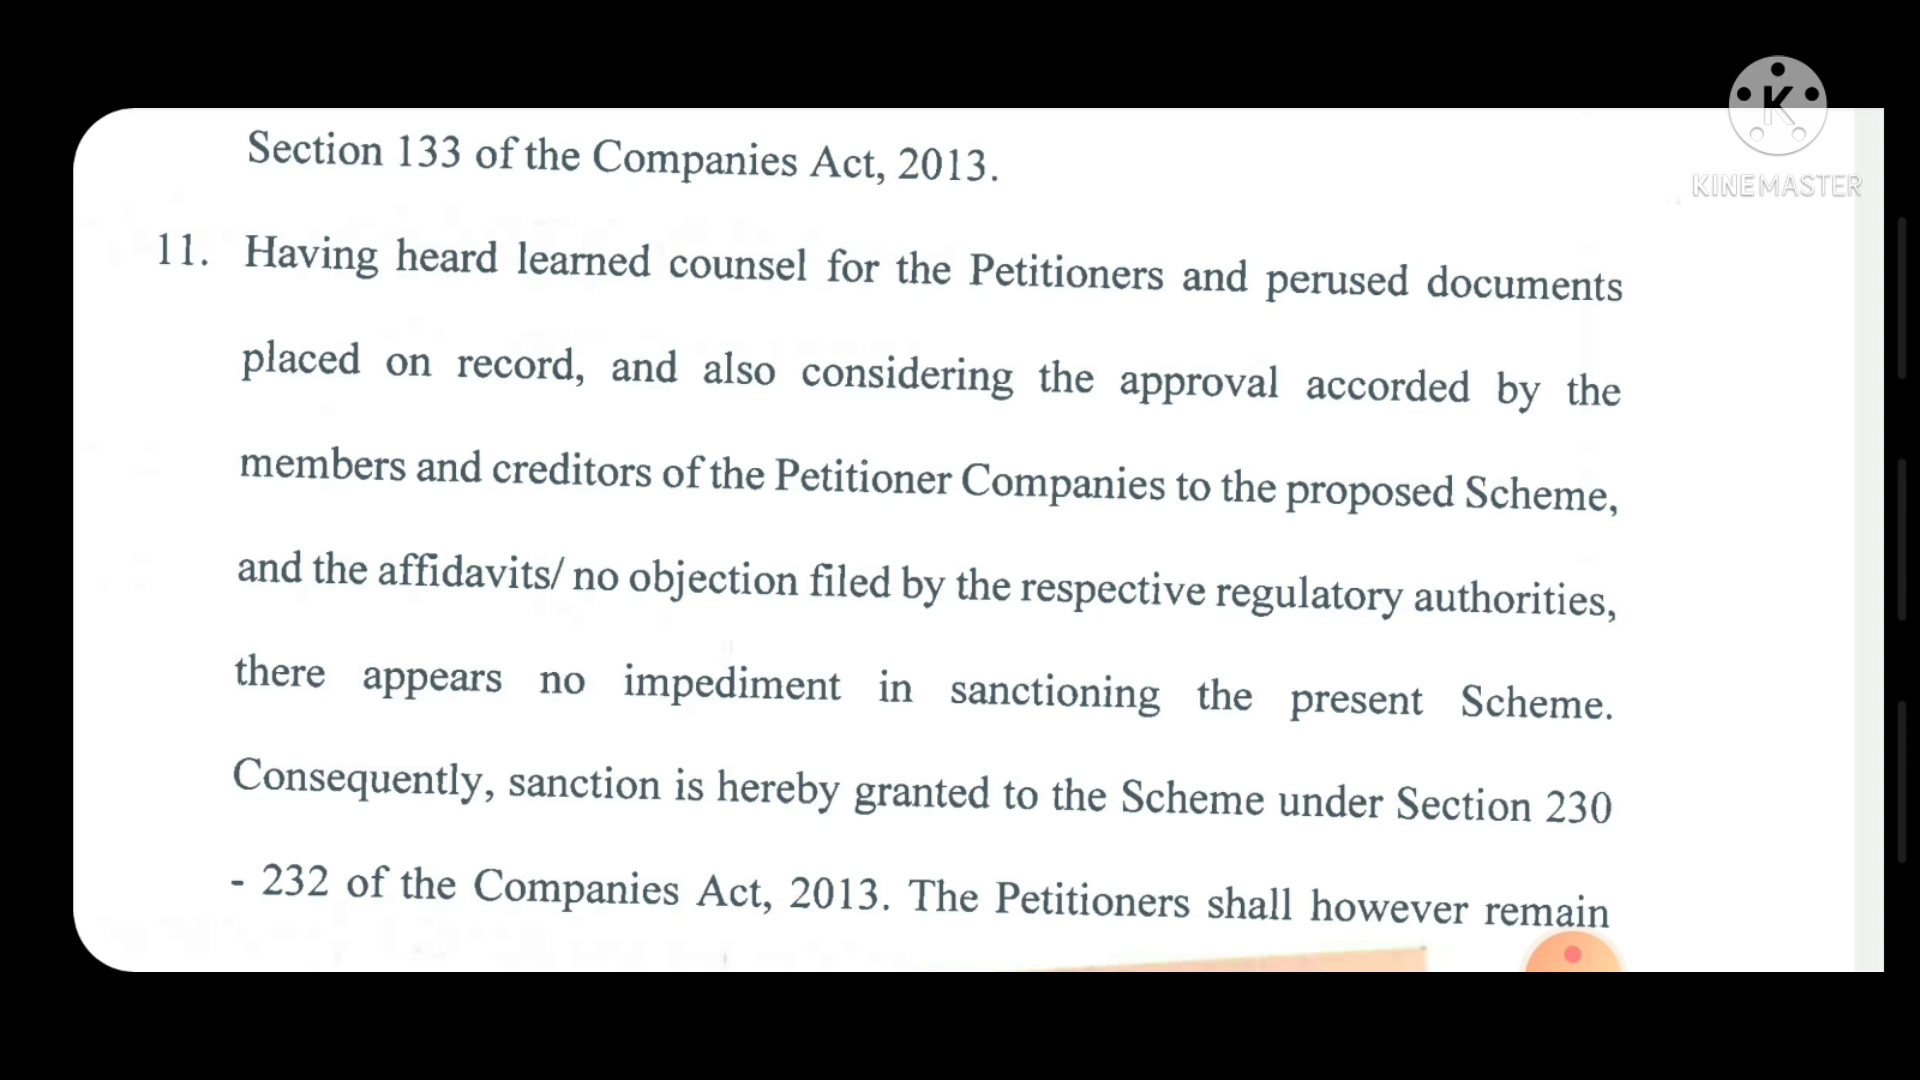 K
KINEMASTER
Section 133 of the Companies Act, 2013.
11. Having heard learned counsel for the Petitioners and perused documents
placed on record, and also considering the approval accorded by the
members and creditors of the Petitioner Companies to the proposed Scheme,
and the affidavits/ no objection filed by the respective regulatory authorities,
there appears no impediment in sanctioning the present Scheme.
Consequently, sanction is hereby granted to the Scheme under Section 230
- 232 of the Companies Act, 2013. The Petitioners shall however remain